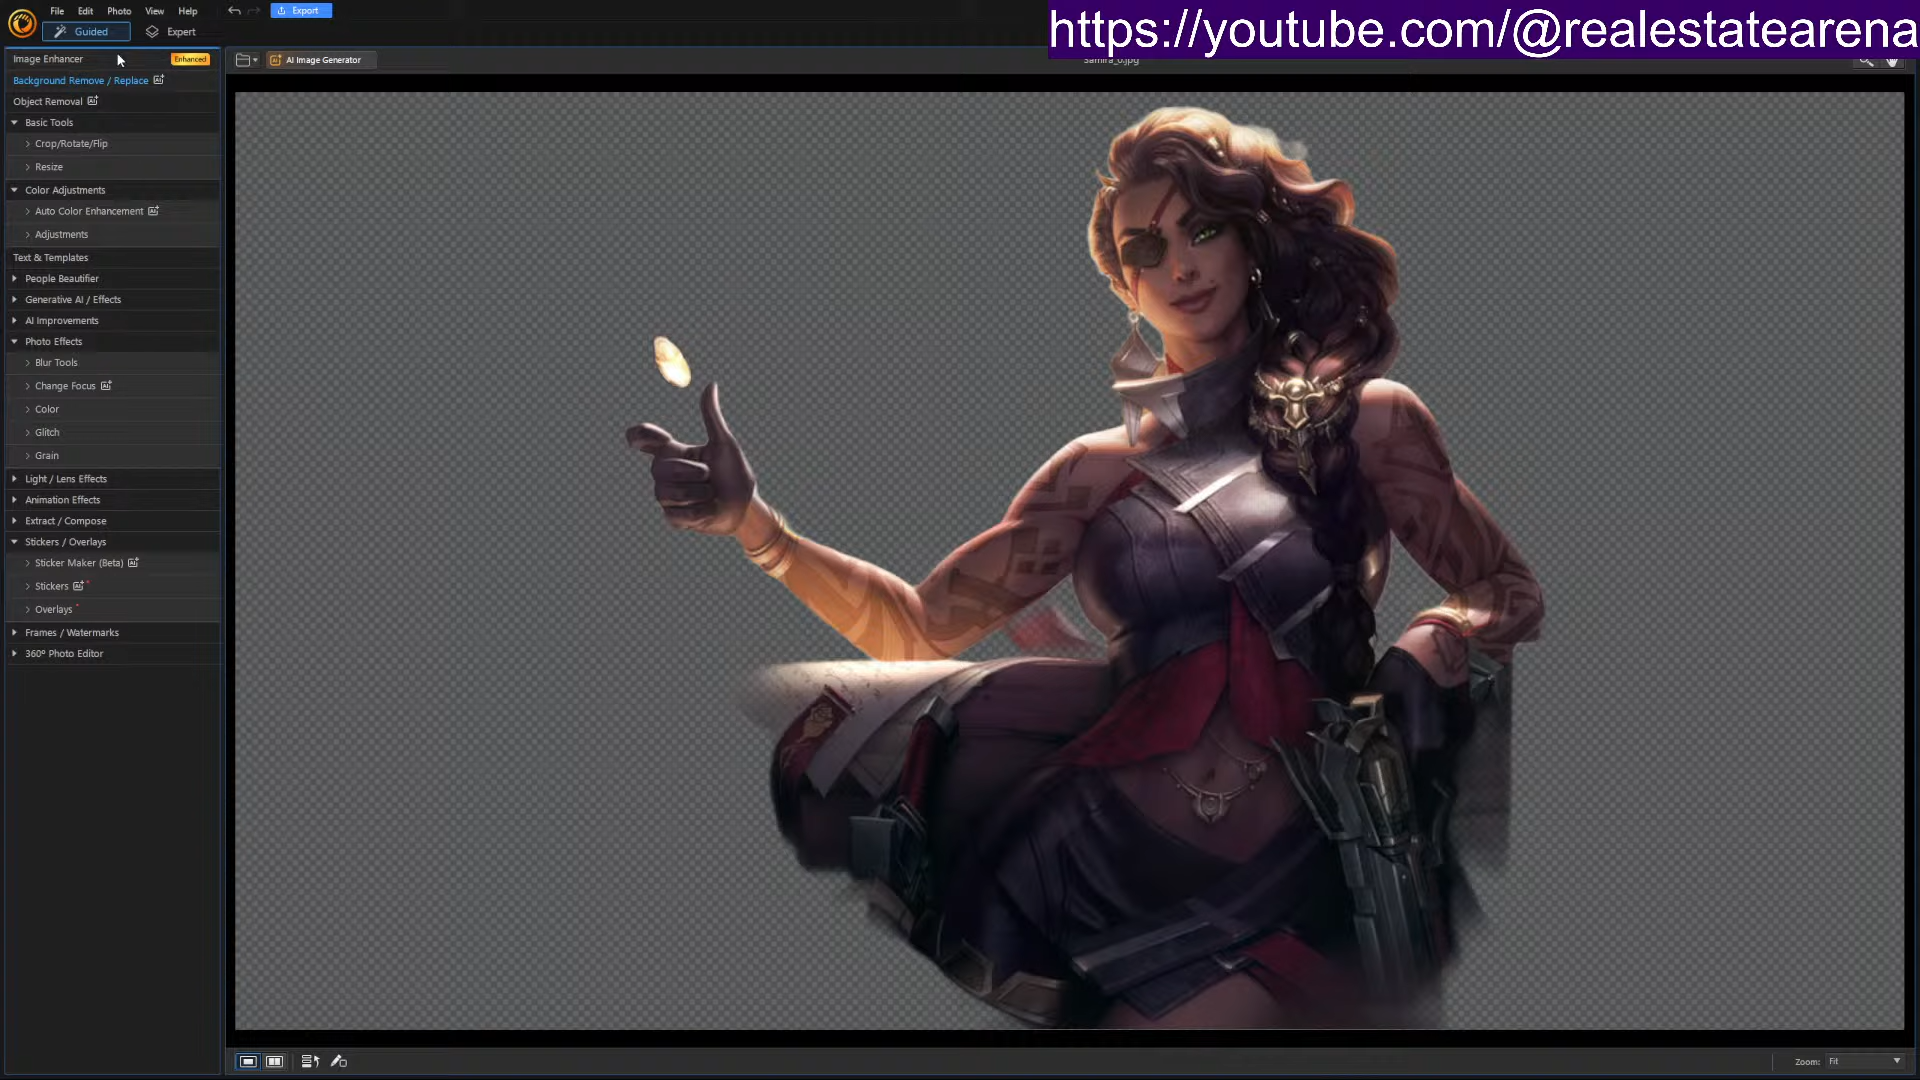 File Edit Photo View Help Export
https://youtube.com/@realestatearena
Guided Expert
Image Enhancer Enhanced
AI Image Generator
Samira_0.jpg
Background Remove / Replace
Object Removal
Basic Tools
Crop/Rotate/Flip
Resize
Color Adjustments
Auto Color Enhancement
Adjustments
Text & Templates
People Beautifier
Generative AI / Effects
AI Improvements
Photo Effects
Blur Tools
Change Focus
Color
Glitch
Grain
Light / Lens Effects
Animation Effects
Extract / Compose
Stickers / Overlays
Sticker Maker (Beta)
Stickers
Overlays
Frames / Watermarks
360º Photo Editor
Zoom: Fit